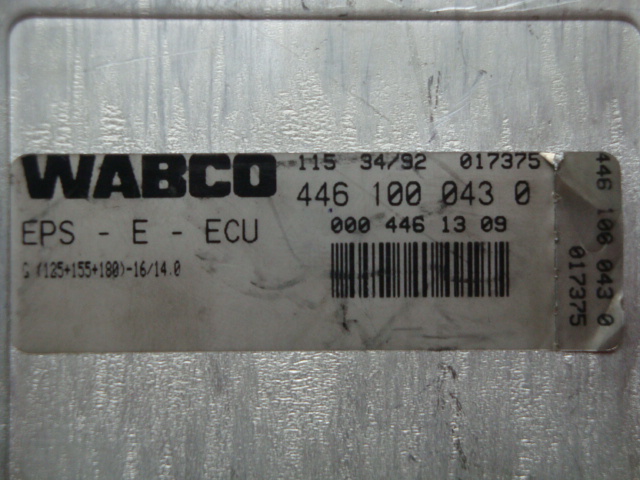 WABCO
115 34/92 017375
446 100 043 0
EPS - E - ECU
000 446 13 09
G (125+155+180)-16/14.0
446 100 043 0
017375